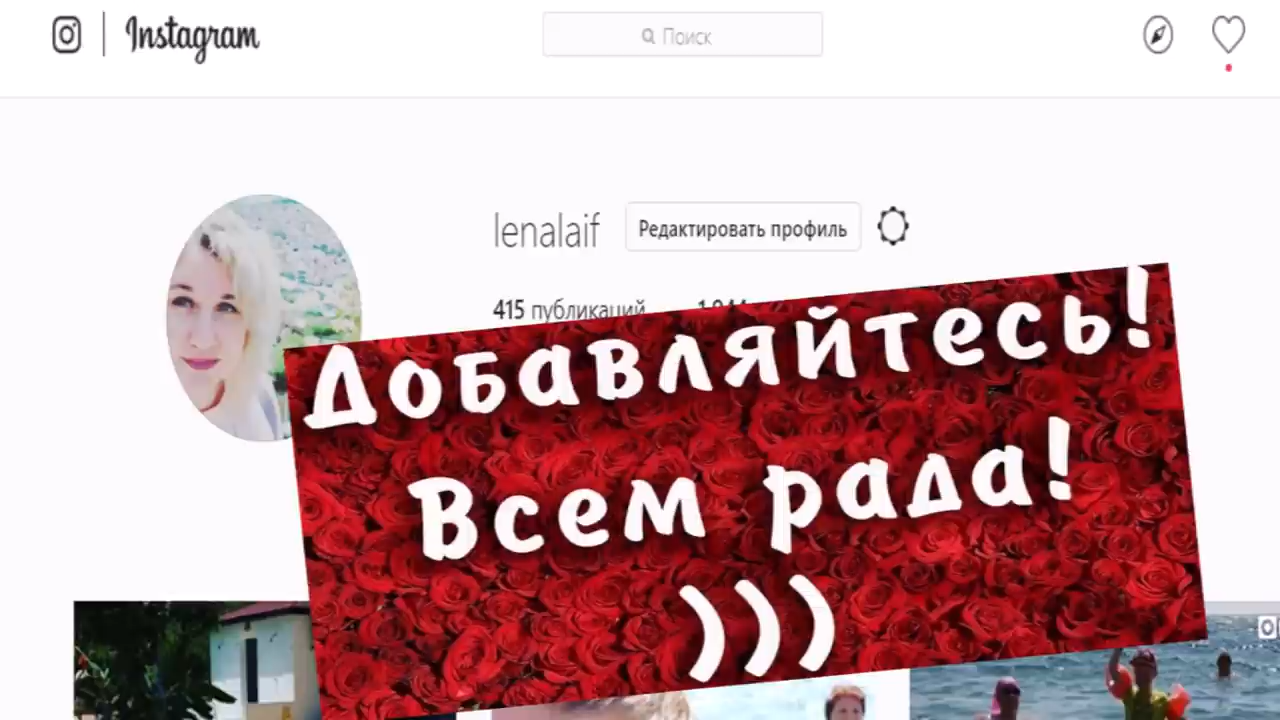 Instagram
Поиск
lenalaif
Редактировать профиль
415 публикаций
Добавляйтесь!
Всем рада!
)))